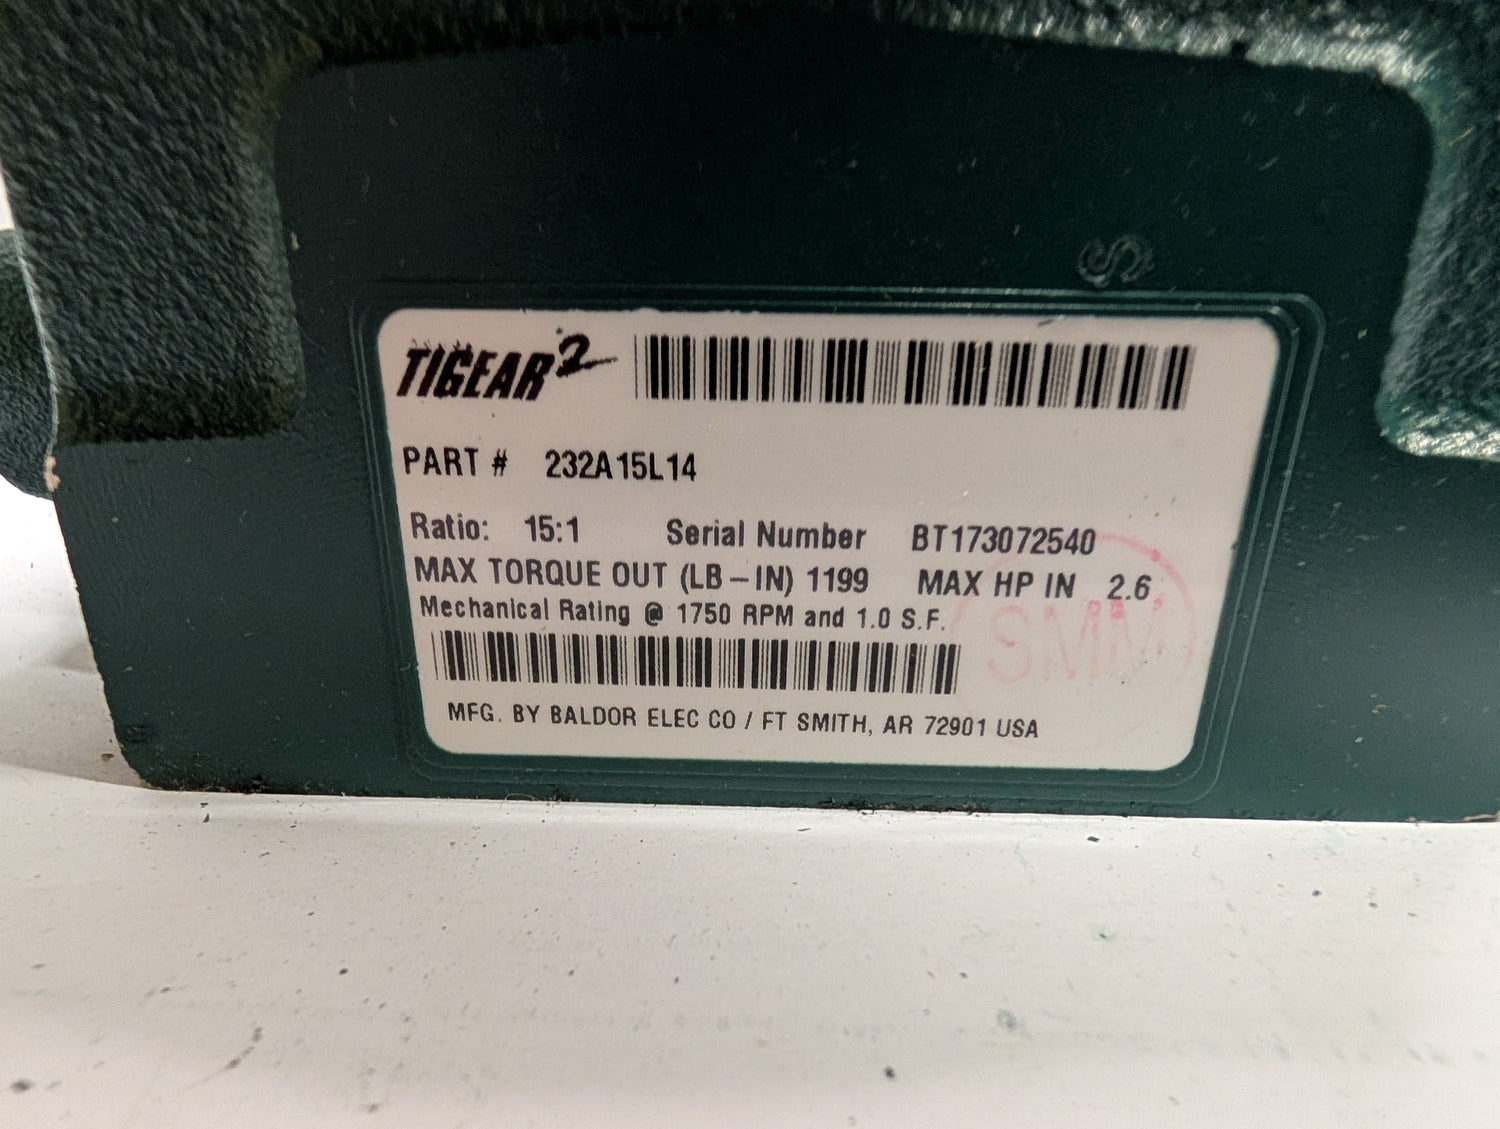 TIGEAR 2
PART # 232A15L14
Ratio: 15:1 Serial Number BT173072540
MAX TORQUE OUT (LB-IN) 1199 MAX HP IN 2.6
Mechanical Rating @ 1750 RPM and 1.0 S.F.
MFG. BY BALDOR ELEC CO / FT SMITH, AR 72901 USA
S